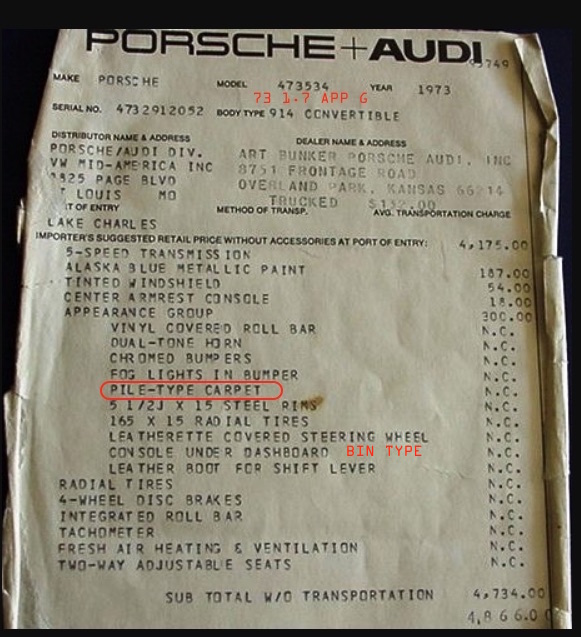 PORSCHE+AUDI
MAKE PORSCHE MODEL 473534 YEAR 1973
73 1.7 APP G
SERIAL NO. 4732912052 BODY TYPE 914 CONVERTIBLE
DISTRIBUTOR NAME & ADDRESS DEALER NAME & ADDRESS
PORSCHE/AUDI DIV. ART BUNKER PORSCHE AUDI, INC
VW MID-AMERICA INC 8751 FRONTAGE ROAD
8825 PAGE BLVD OVERLAND PARK, KANSAS 66214
T LOUIS MO TRUCKED $132.00
T OF ENTRY METHOD OF TRANSP. AVG. TRANSPORTATION CHARGE
LAKE CHARLES
IMPORTER'S SUGGESTED RETAIL PRICE WITHOUT ACCESSORIES AT PORT OF ENTRY: 4,175.00
5-SPEED TRANSMISSION
ALASKA BLUE METALLIC PAINT 187.00
TINTED WINDSHIELD 54.00
CENTER ARMREST CONSOLE 18.00
APPEARANCE GROUP 300.00
VINYL COVERED ROLL BAR N.C.
DUAL-TONE HORN N.C.
CHROMED BUMPERS N.C.
FOG LIGHTS IN BUMPER N.C.
PILE-TYPE CARPET N.C.
5 1/2J X 15 STEEL RIMS N.C.
165 X 15 RADIAL TIRES N.C.
LEATHERETTE COVERED STEERING WHEEL N.C.
CONSOLE UNDER DASHBOARD BIN TYPE N.C.
LEATHER BOOT FOR SHIFT LEVER N.C.
RADIAL TIRES N.C.
4-WHEEL DISC BRAKES N.C.
INTEGRATED ROLL BAR N.C.
TACHOMETER N.C.
FRESH AIR HEATING & VENTILATION N.C.
TWO-WAY ADJUSTABLE SEATS N.C.
SUB TOTAL W/O TRANSPORTATION 4,734.00
4,866.0